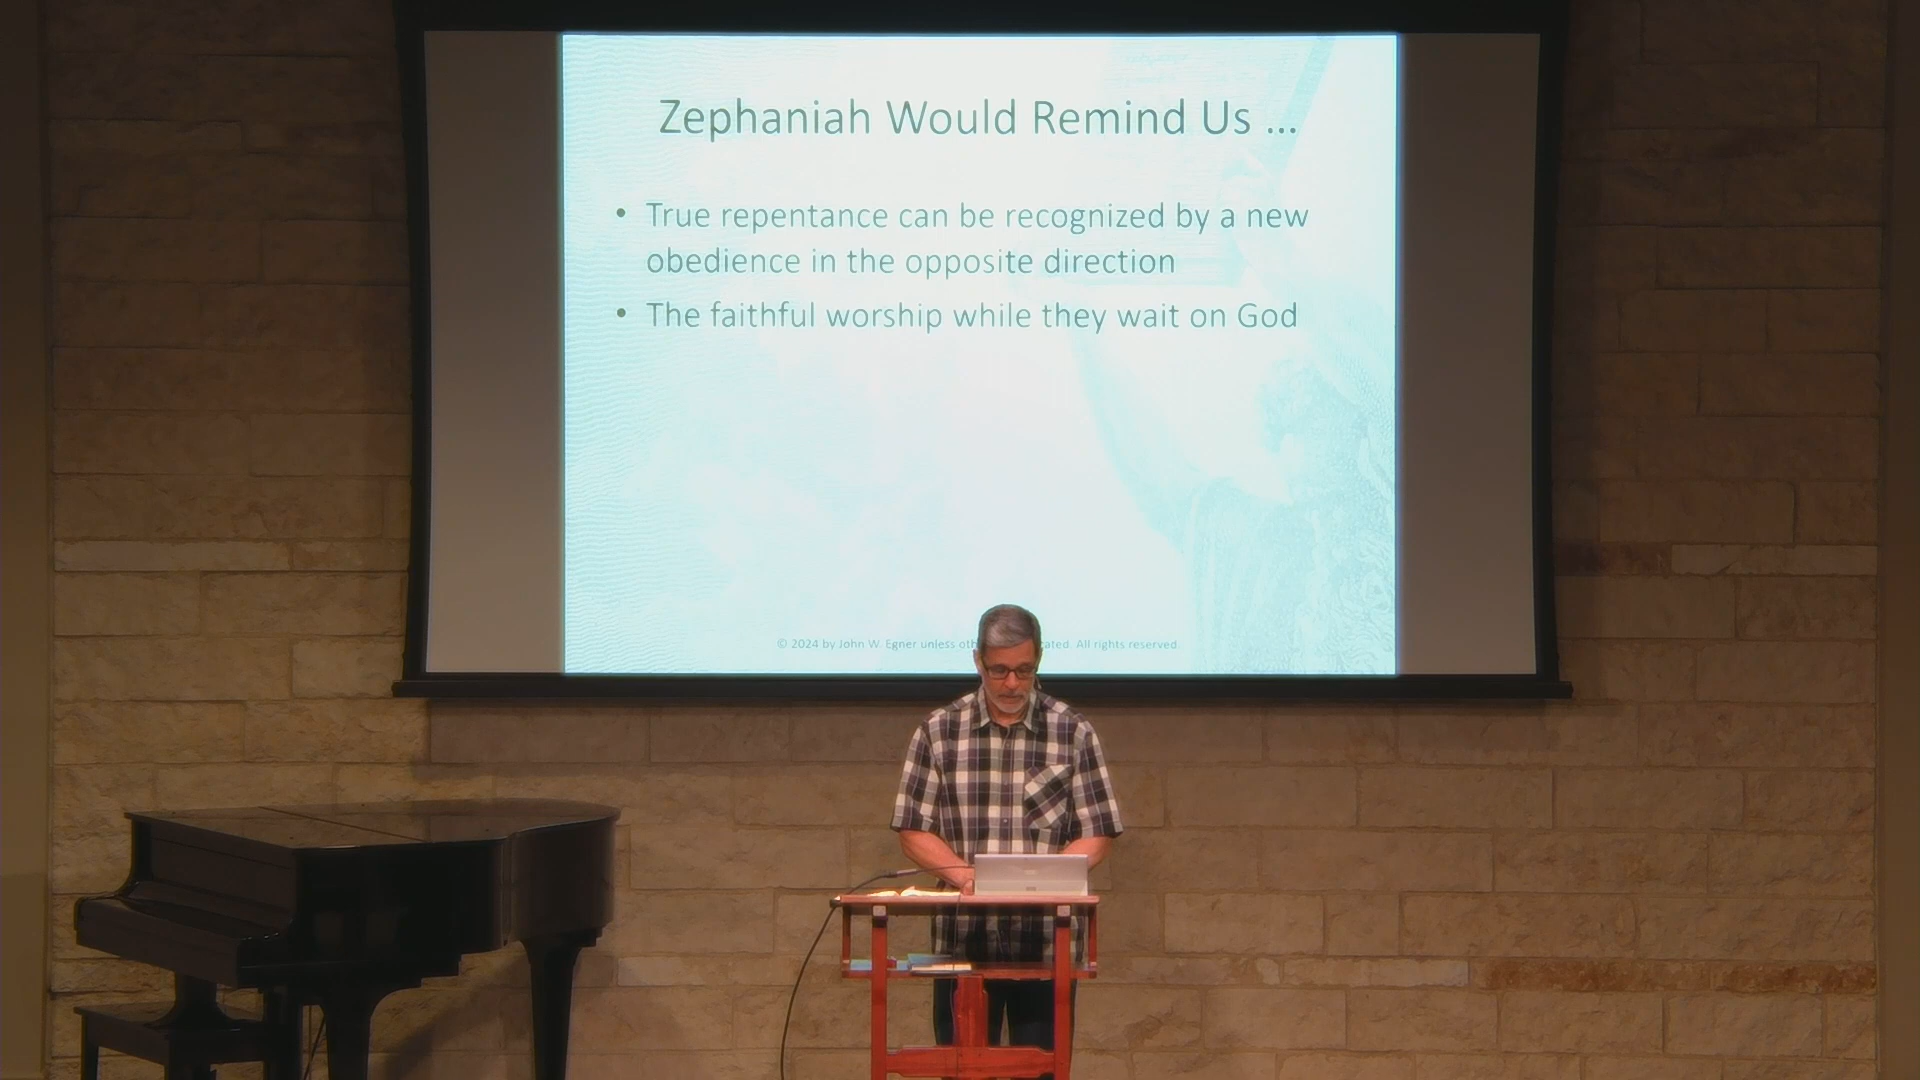 Zephaniah Would Remind Us ...
• True repentance can be recognized by a new
obedience in the opposite direction
• The faithful worship while they wait on God
© 2024 by John W. Egner unless oth ated. All rights reserved.